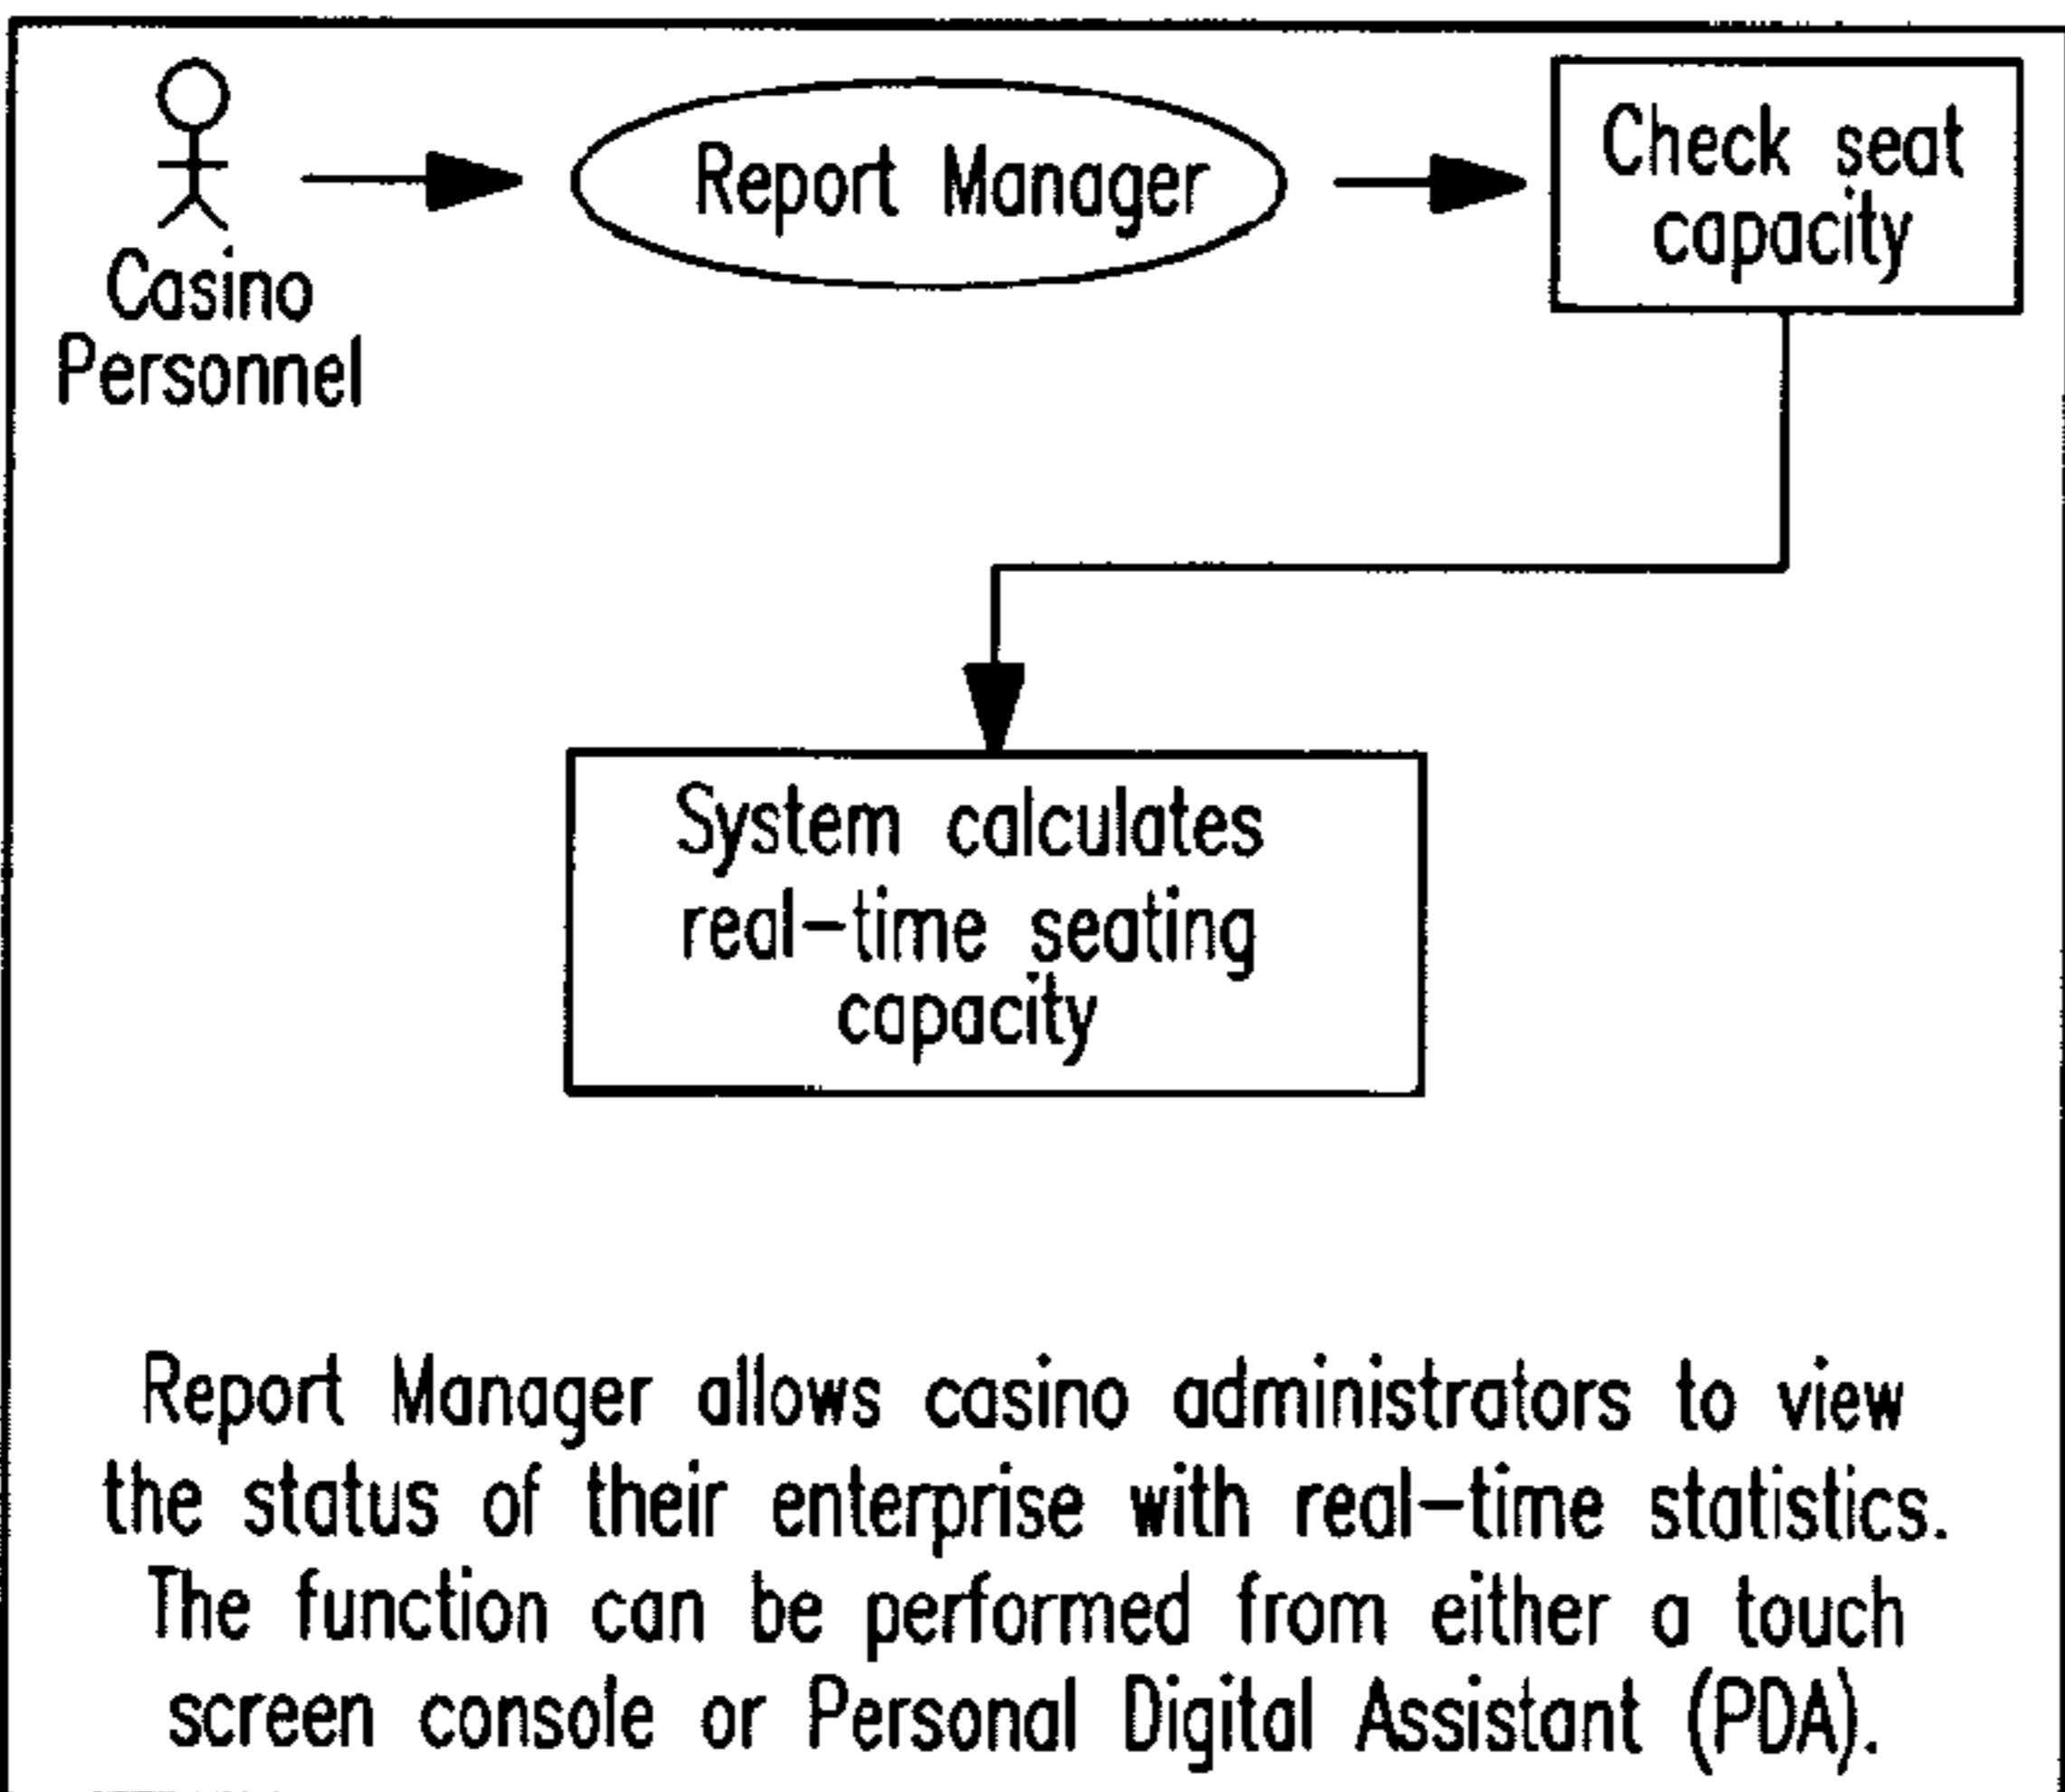 Casino
Personnel
Report Manager
Check seat
capacity
System calculates
real-time seating
capacity
Report Manager allows casino administrators to view
the status of their enterprise with real-time statistics.
The function can be performed from either a touch
screen console or Personal Digital Assistant (PDA).